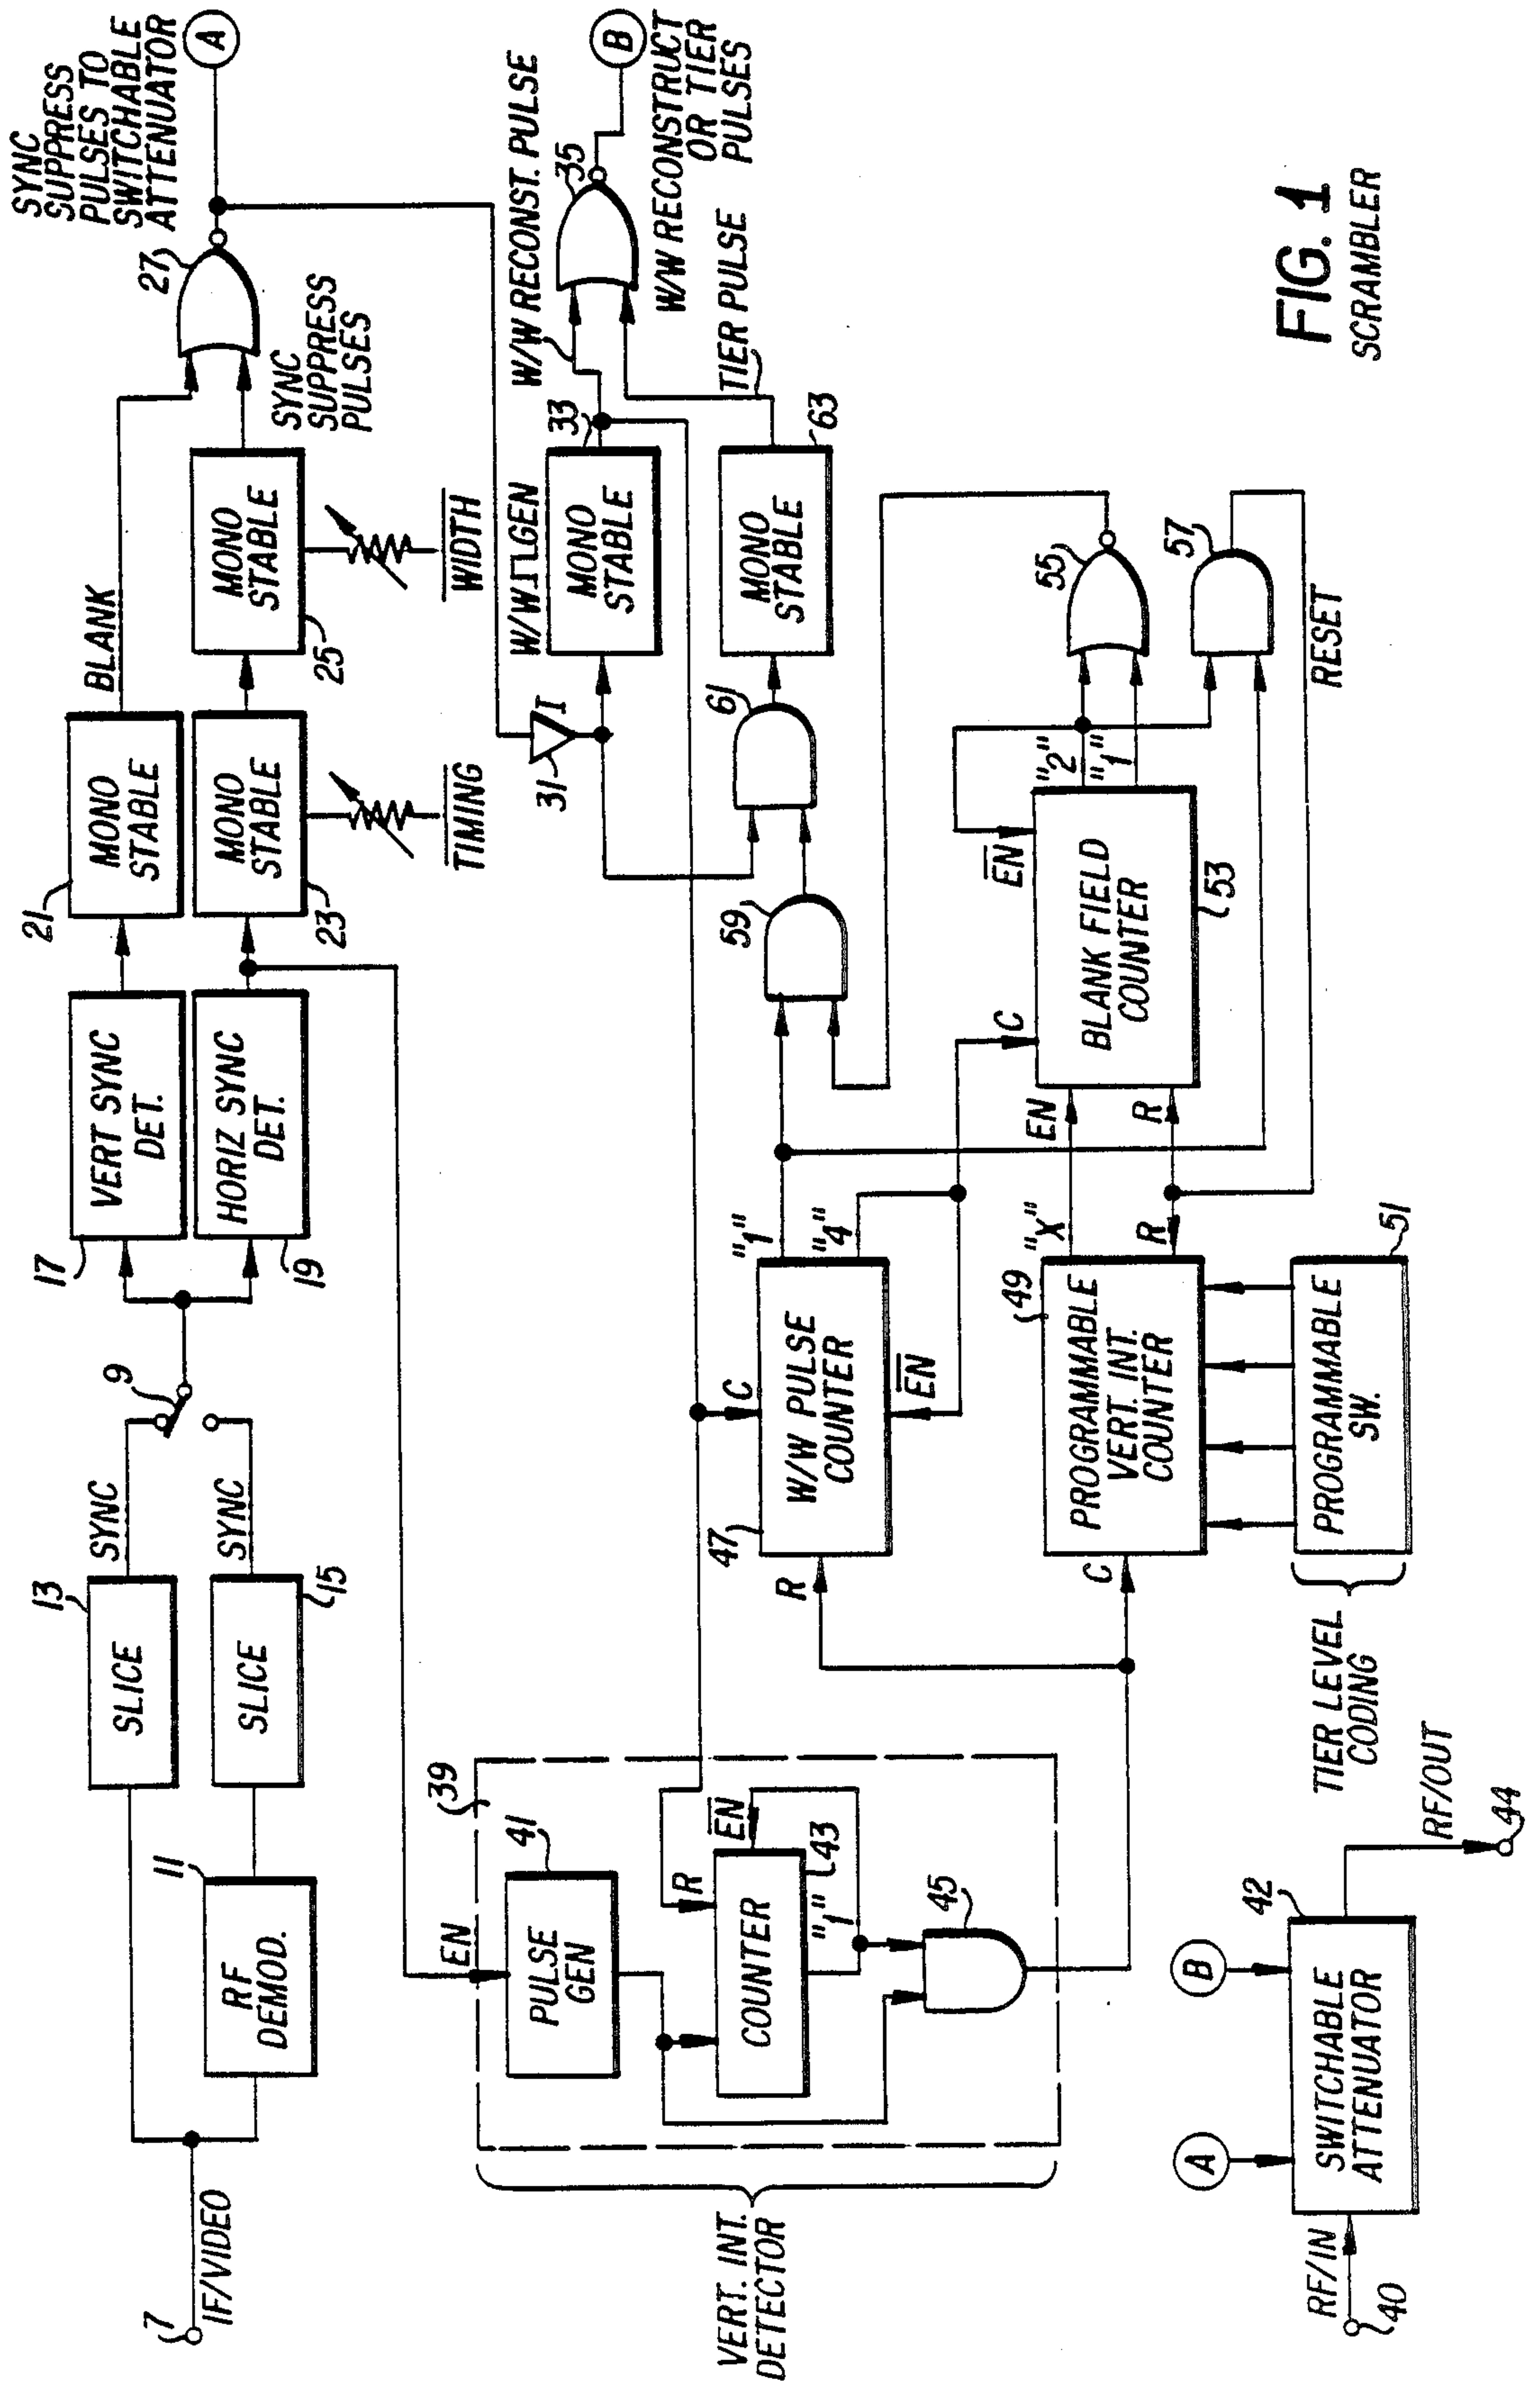 7
IF/VIDEO
11
RF
DEMOD.
13
SLICE
15
SLICE
SYNC
SYNC
9
17
VERT SYNC
DET.
HORIZ SYNC
DET.
19
21
MONO
STABLE
BLANK
MONO
STABLE
23
TIMING
MONO
STABLE
25
WIDTH
27
SYNC
SUPPRESS
PULSES
SYNC
SUPPRESS
PULSES TO
SWITCHABLE
ATTENUATOR
A
31
I
W/W GEN
MONO
STABLE
33
W/W RECONST. PULSE
35
B
W/W RECONSTRUCT
OR TIER
PULSES
TIER PULSE
MONO
STABLE
63
61
59
VERT. INT.
DETECTOR
39
EN
41
PULSE
GEN
R
EN
COUNTER
43
"1"
45
47
R
C
W/W PULSE
COUNTER
EN
"1"
"4"
C
49
PROGRAMMABLE
VERT. INT.
COUNTER
"X"
R
EN
R
C
BLANK FIELD
COUNTER
53
EN
"2"
"1"
55
57
RESET
PROGRAMMABLE
SW.
51
TIER LEVEL
CODING
A
B
RF/IN
40
SWITCHABLE
ATTENUATOR
42
RF/OUT
44
FIG. 1
SCRAMBLER